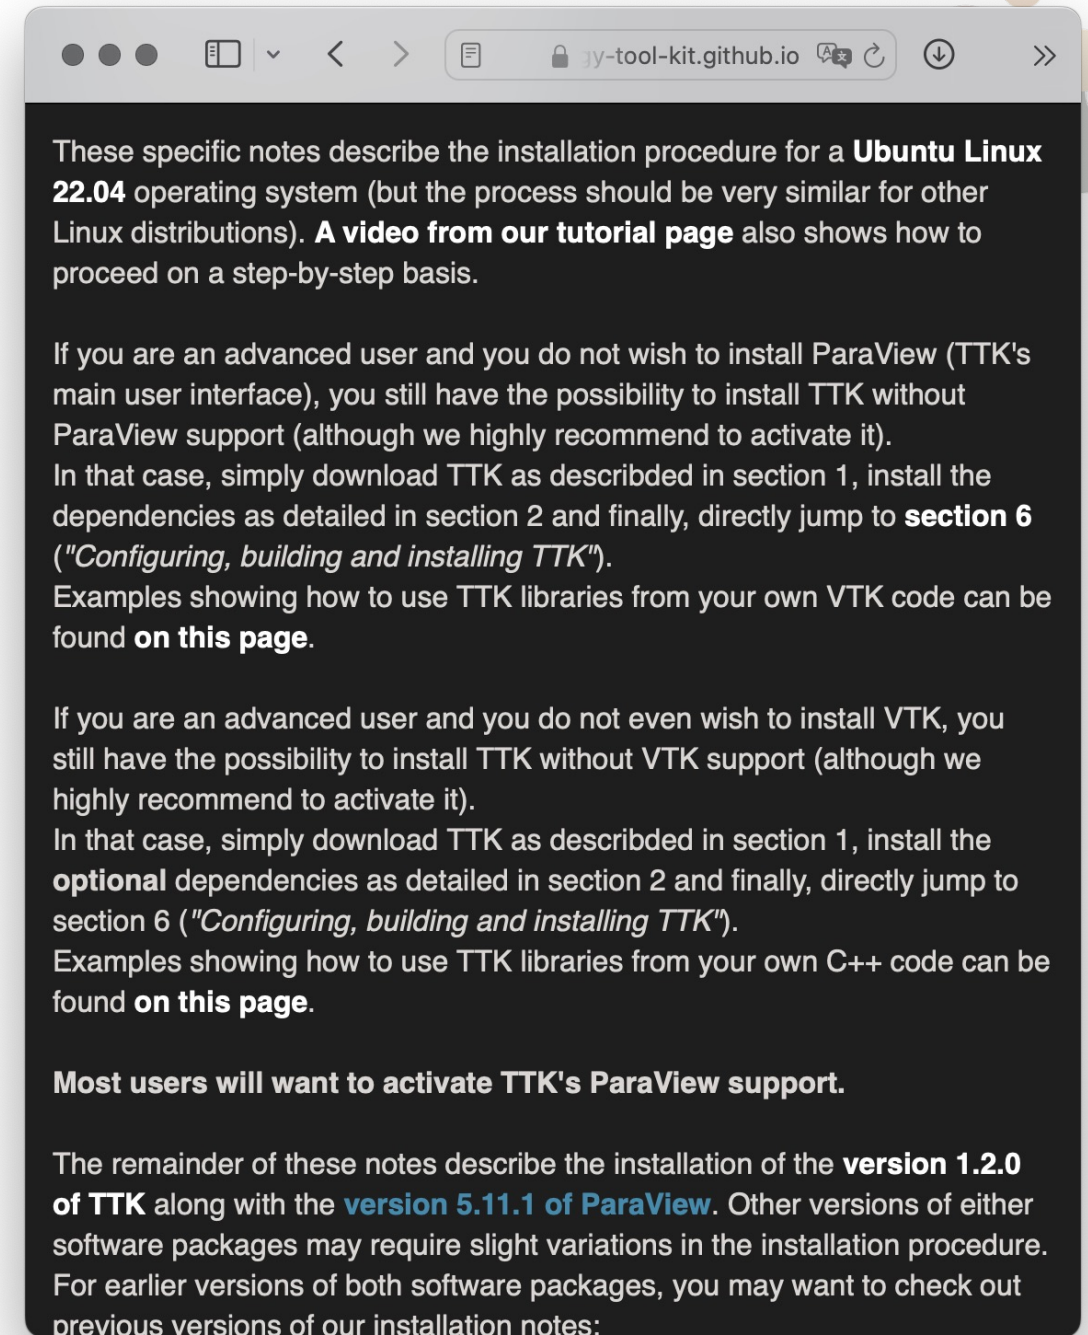 gy-tool-kit.github.io
These specific notes describe the installation procedure for a Ubuntu Linux
22.04 operating system (but the process should be very similar for other
Linux distributions). A video from our tutorial page also shows how to
proceed on a step-by-step basis.
If you are an advanced user and you do not wish to install ParaView (TTK's
main user interface), you still have the possibility to install TTK without
ParaView support (although we highly recommend to activate it).
In that case, simply download TTK as describded in section 1, install the
dependencies as detailed in section 2 and finally, directly jump to section 6
("Configuring, building and installing TTK").
Examples showing how to use TTK libraries from your own VTK code can be
found on this page.
If you are an advanced user and you do not even wish to install VTK, you
still have the possibility to install TTK without VTK support (although we
highly recommend to activate it).
In that case, simply download TTK as describded in section 1, install the
optional dependencies as detailed in section 2 and finally, directly jump to
section 6 ("Configuring, building and installing TTK").
Examples showing how to use TTK libraries from your own C++ code can be
found on this page.
Most users will want to activate TTK's ParaView support.
The remainder of these notes describe the installation of the version 1.2.0
of TTK along with the version 5.11.1 of ParaView. Other versions of either
software packages may require slight variations in the installation procedure.
For earlier versions of both software packages, you may want to check out
previous versions of our installation notes: